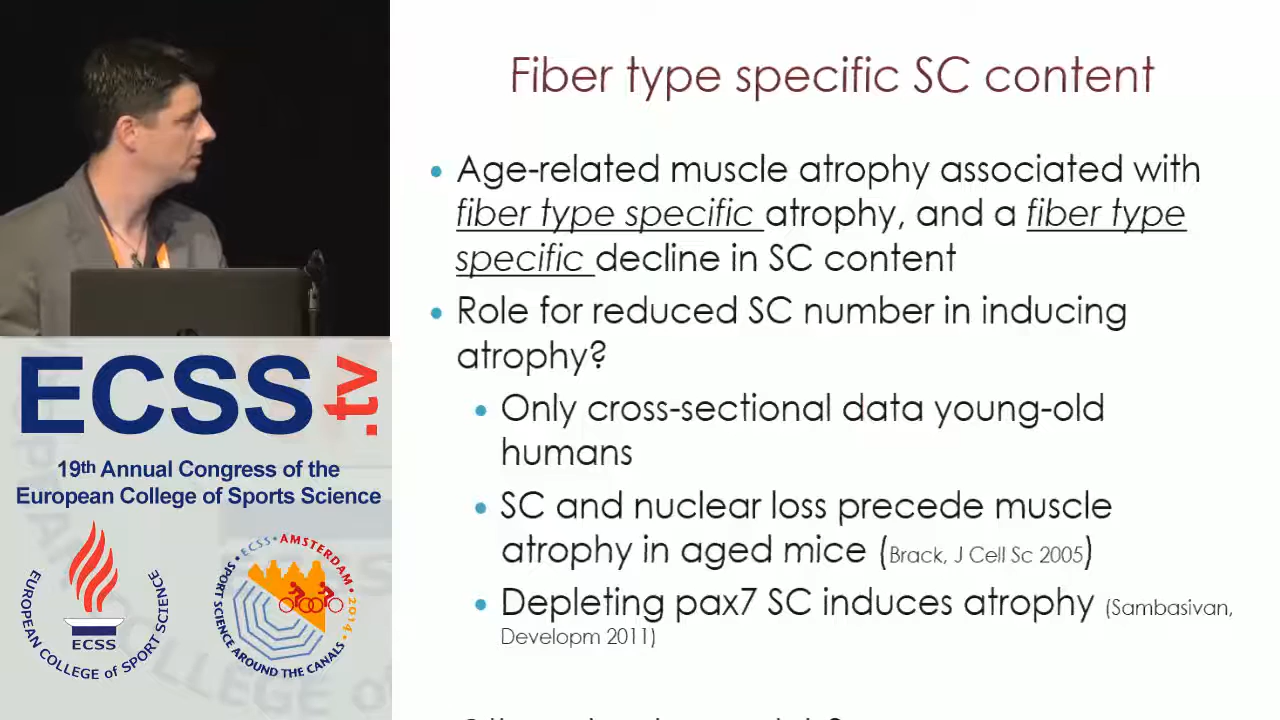 Fiber type specific SC content
• Age-related muscle atrophy associated with
fiber type specific atrophy, and a fiber type
specific decline in SC content
• Role for reduced SC number in inducing
atrophy?
• Only cross-sectional data young-old
humans
• SC and nuclear loss precede muscle
atrophy in aged mice (Brack, J Cell Sc 2005)
• Depleting pax7 SC induces atrophy (Sambasivan,
Developm 2011)
ECSS.tv
19th Annual Congress of the
European College of Sports Science
EUROPEAN COLLEGE of SPORT SCIENCE
ECSS
SPORT SCIENCE AROUND THE CANALS
ECSS AMSTERDAM 2014